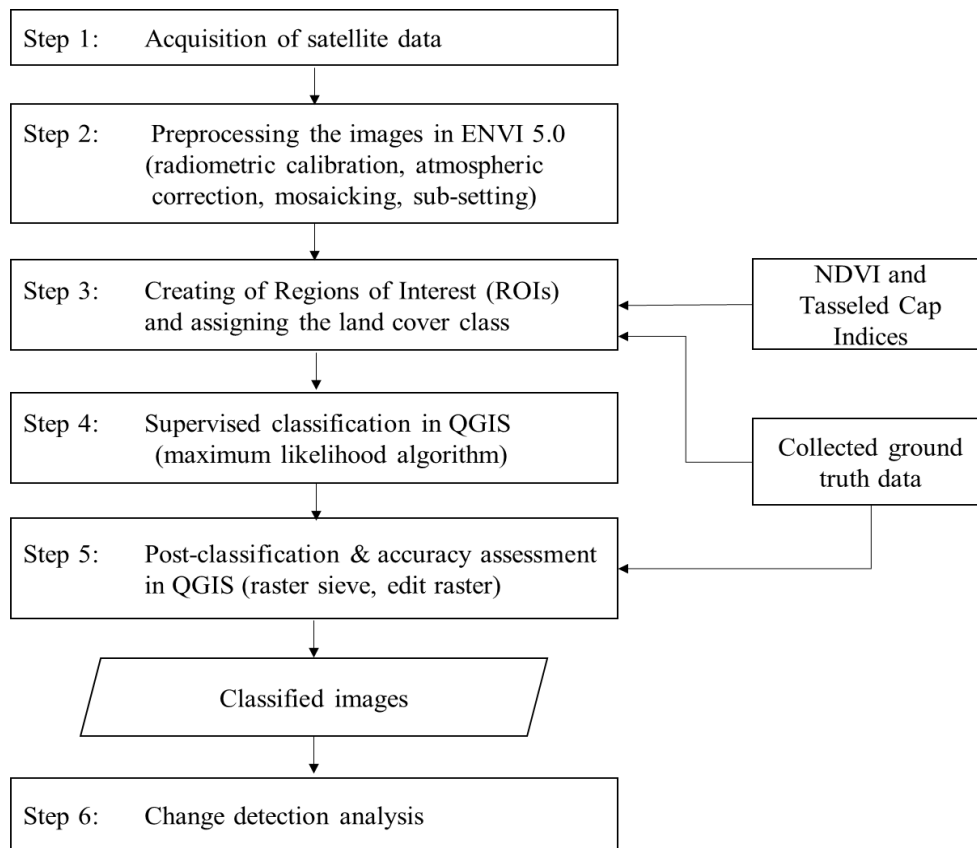 Step 1: Acquisition of satellite data
Step 2: Preprocessing the images in ENVI 5.0
(radiometric calibration, atmospheric
correction, mosaicking, sub-setting)
Step 3: Creating of Regions of Interest (ROIs)
and assigning the land cover class
NDVI and
Tasseled Cap
Indices
Step 4: Supervised classification in QGIS
(maximum likelihood algorithm)
Collected ground
truth data
Step 5: Post-classification & accuracy assessment
in QGIS (raster sieve, edit raster)
Classified images
Step 6: Change detection analysis